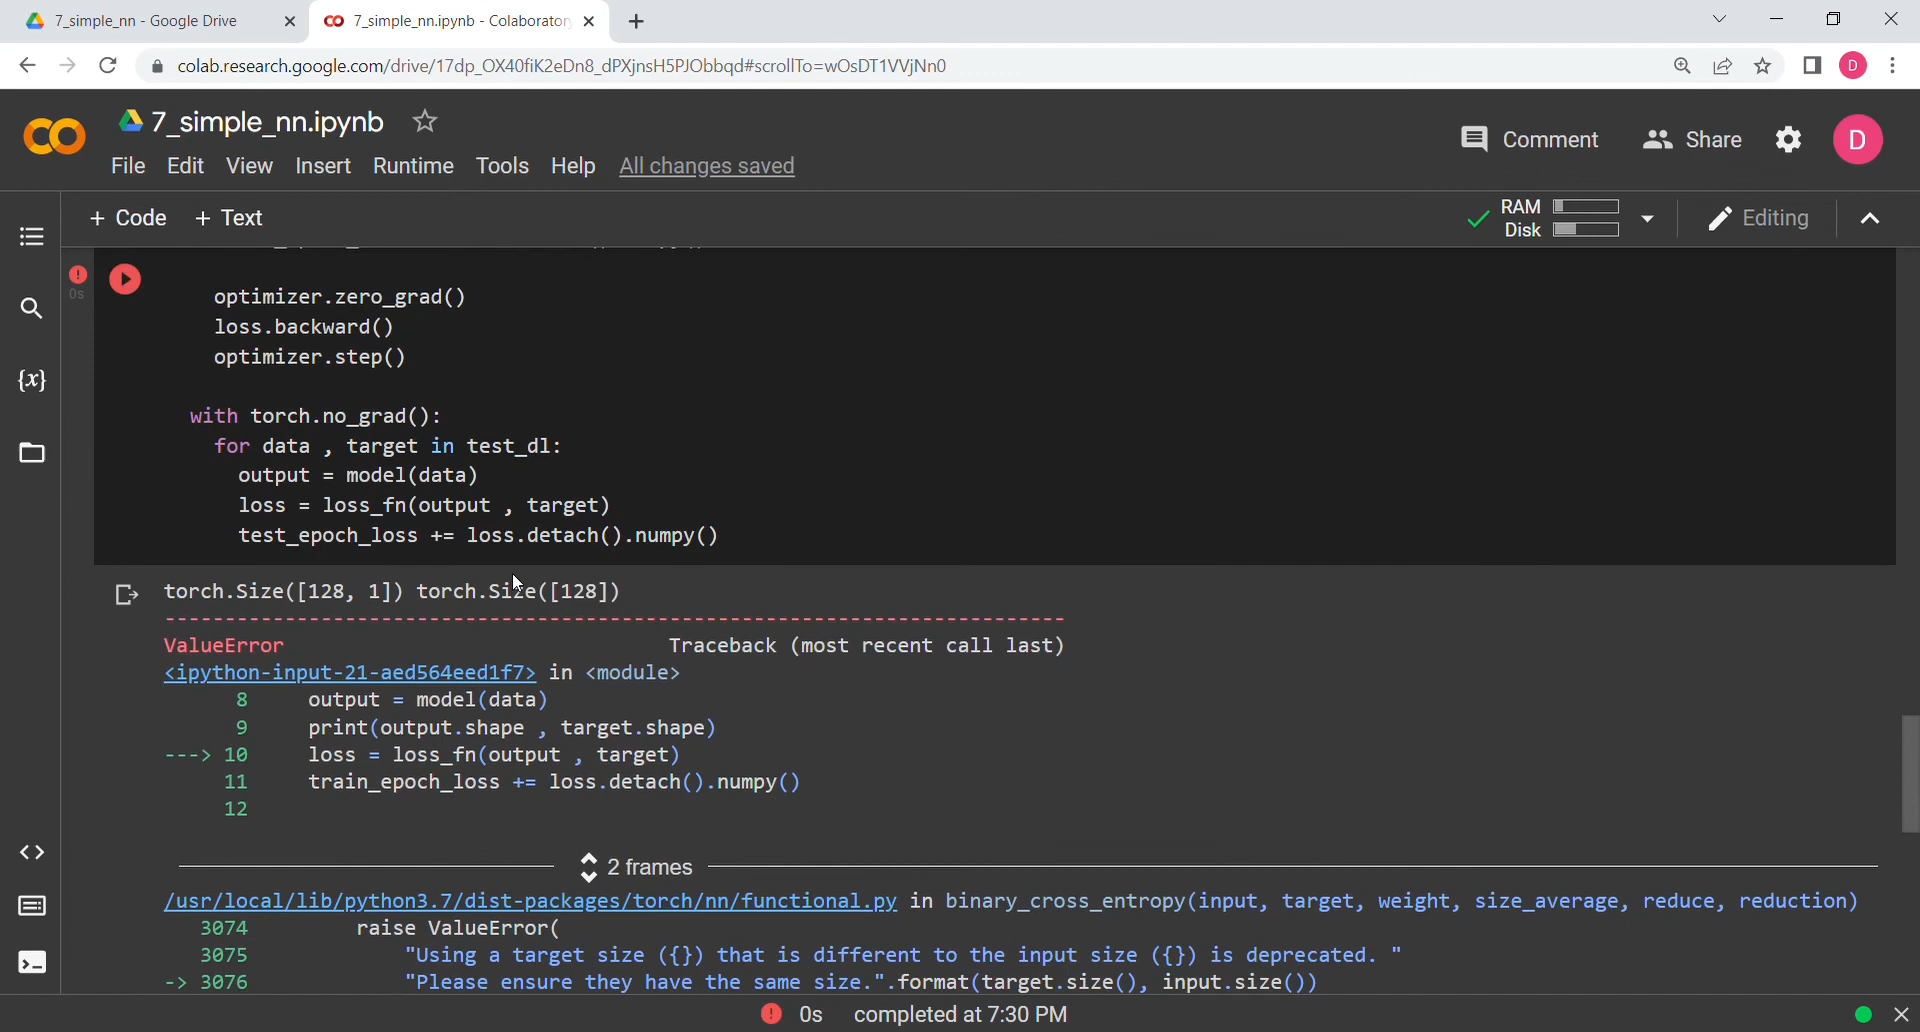 7_simple_nn - Google Drive
7_simple_nn.ipynb - Colaboratory
colab.research.google.com/drive/17dp_OX40fiK2eDn8_dPXjnsH5PJObbqd#scrollTo=wOsDT1VVjNn0
D
CO
7_simple_nn.ipynb
Comment
Share
D
File Edit View Insert Runtime Tools Help All changes saved
+ Code + Text
RAM
Disk
Editing
0s
optimizer.zero_grad()
{x}
loss.backward()
optimizer.step()
with torch.no_grad():
for data , target in test_dl:
output = model(data)
loss = loss_fn(output , target)
test_epoch_loss += loss.detach().numpy()
torch.Size([128, 1]) torch.Size([128])
---------------------------------------------------------------------------
ValueError Traceback (most recent call last)
<ipython-input-21-aed564eed1f7> in <module>
8 output = model(data)
9 print(output.shape , target.shape)
---> 10 loss = loss_fn(output , target)
11 train_epoch_loss += loss.detach().numpy()
12
2 frames
/usr/local/lib/python3.7/dist-packages/torch/nn/functional.py in binary_cross_entropy(input, target, weight, size_average, reduce, reduction)
3074 raise ValueError(
3075 "Using a target size ({}) that is different to the input size ({}) is deprecated. "
-> 3076 "Please ensure they have the same size.".format(target.size(), input.size())
0s completed at 7:30 PM